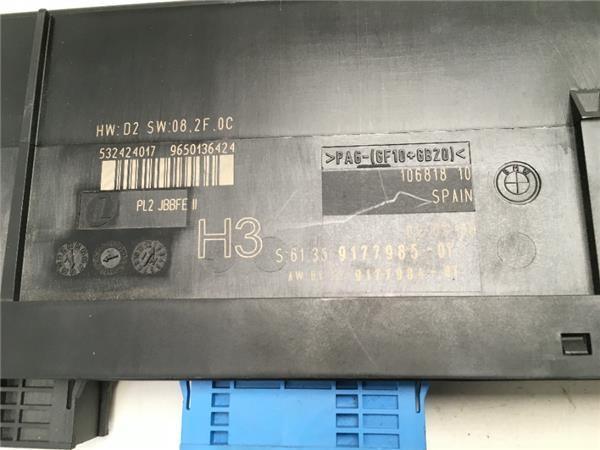 HW:D2 SW:08.2F.0C
532424017 9650136424
PL2 JBBFE II
>PA6-(GF10+GB20)<
106818 10
SPAIN
BMW
H3
S:61 35 9177985-01